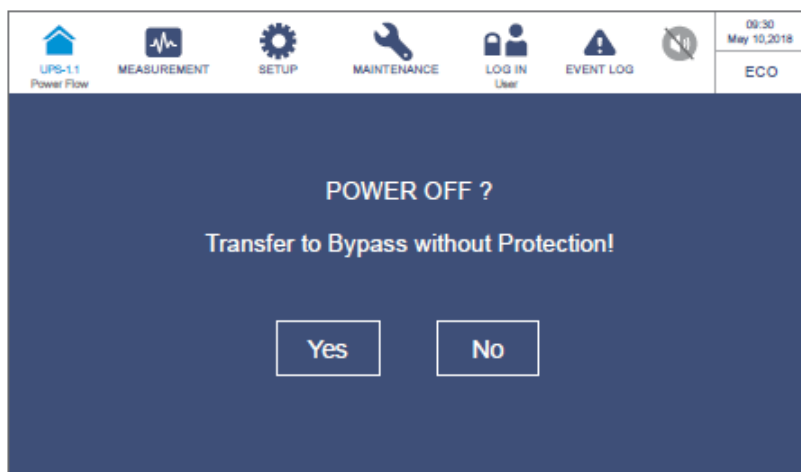 09:30
May 10,2018
UPS-1.1
Power Flow
MEASUREMENT
SETUP
MAINTENANCE
LOG IN
User
EVENT LOG
ECO
POWER OFF ?
Transfer to Bypass without Protection!
Yes
No